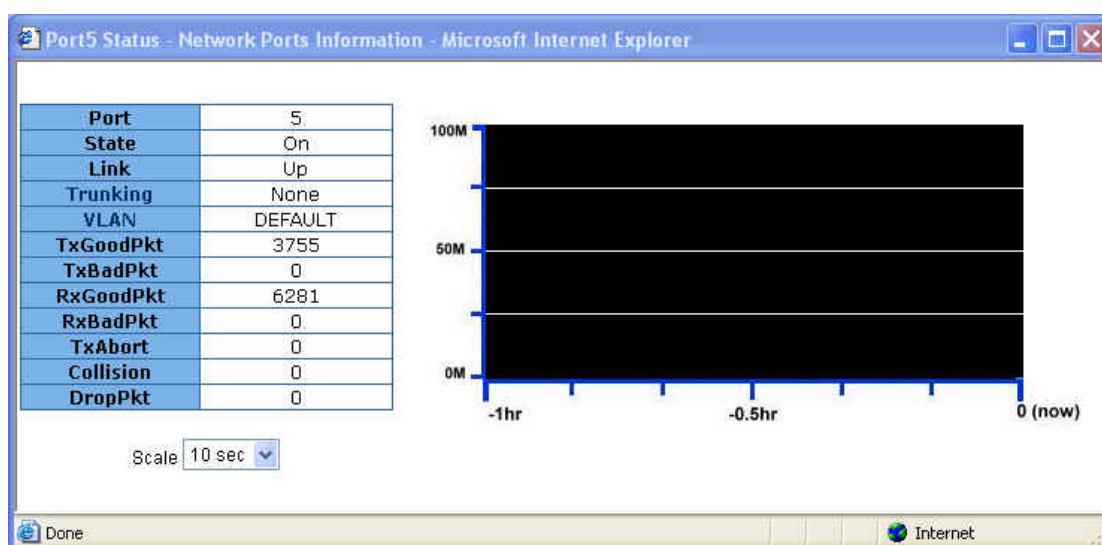 Port5 Status - Network Ports Information - Microsoft Internet Explorer
Port 5
State On
Link Up
Trunking None
VLAN DEFAULT
TxGoodPkt 3755
TxBadPkt 0
RxGoodPkt 6281
RxBadPkt 0
TxAbort 0
Collision 0
DropPkt 0
Scale 10 sec
100M
50M
0M
-1hr -0.5hr 0 (now)
Done Internet